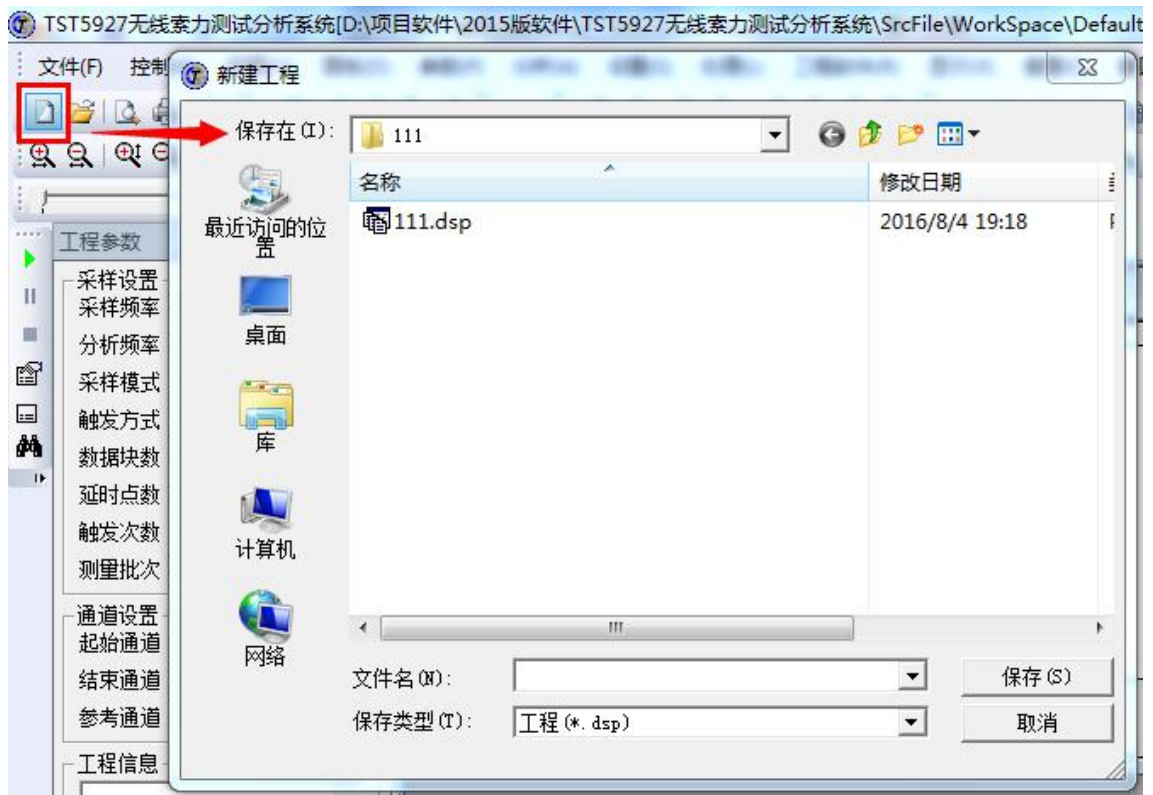 TST5927无线索力测试分析系统[D:\项目软件\2015版软件\TST5927无线索力测试分析系统\SrcFile\WorkSpace\Default
文件(F) 控制
新建工程
保存在(I): 111
名称 修改日期
111.dsp 2016/8/4 19:18
最近访问的位置
桌面
库
计算机
网络
工程参数
采样设置
采样频率
分析频率
采样模式
触发方式
数据块数
延时点数
触发次数
测量批次
通道设置
起始通道
结束通道
参考通道
工程信息
文件名(N): 保存(S)
保存类型(T): 工程(*.dsp) 取消